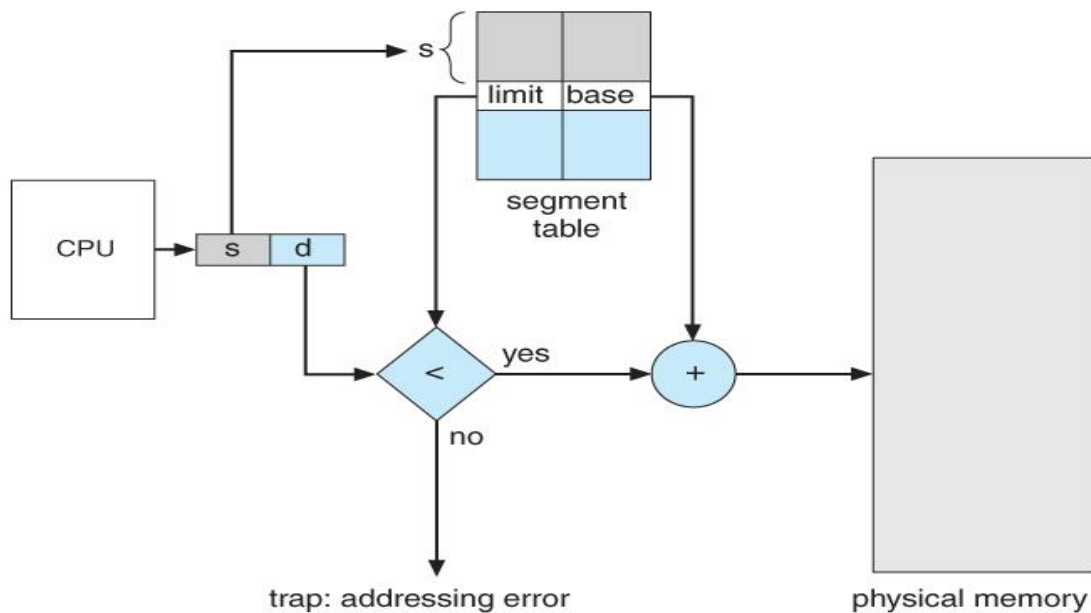 s
limit base
segment
table
CPU
s d
<
yes
+
no
trap: addressing error
physical memory